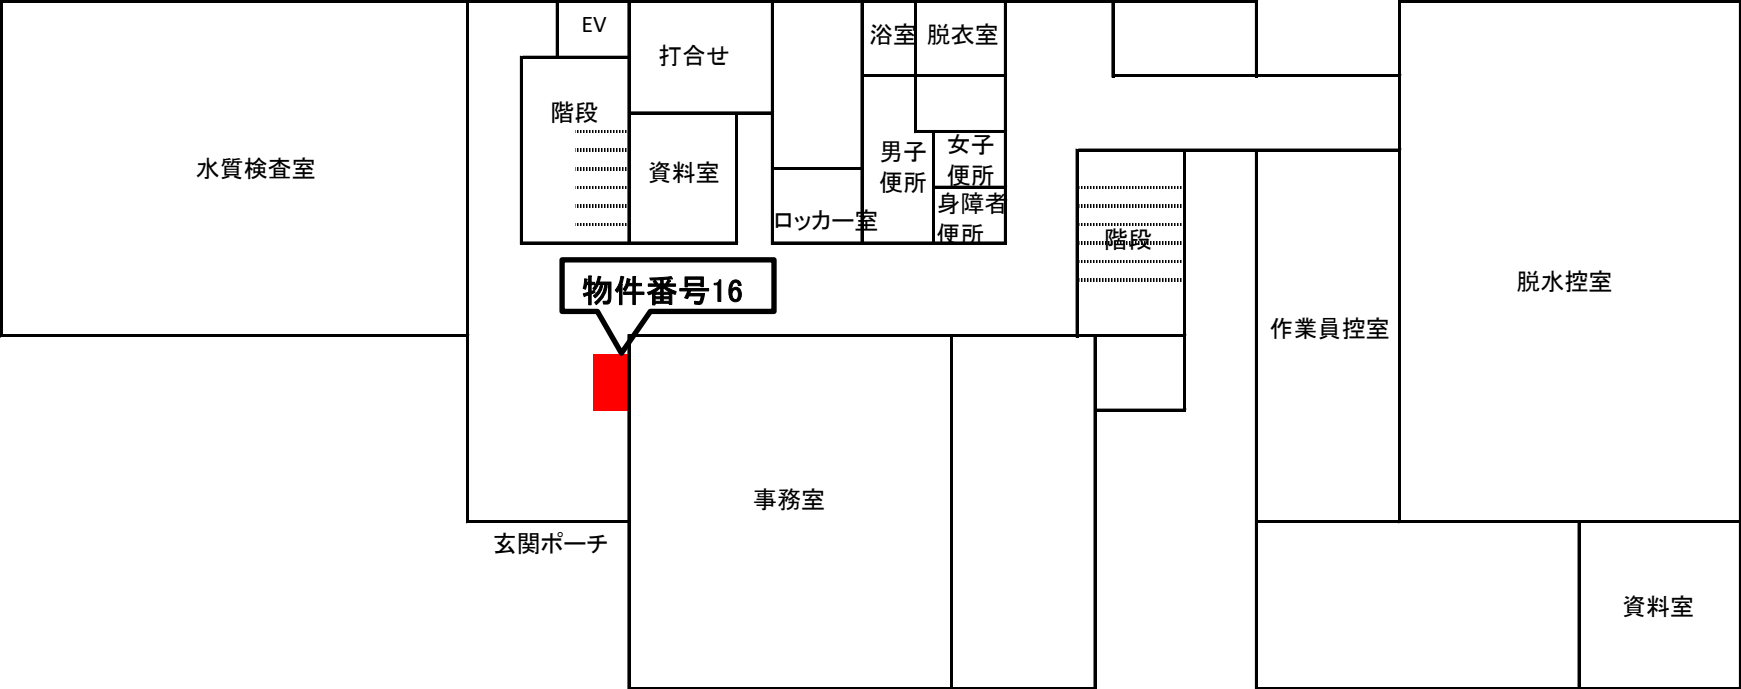 EV
打合せ
浴室
脱衣室
階段
水質検査室
資料室
男子
便所
女子
便所
身障者
便所
ロッカー室
階段
物件番号16
脱水控室
作業員控室
事務室
玄関ポーチ
資料室